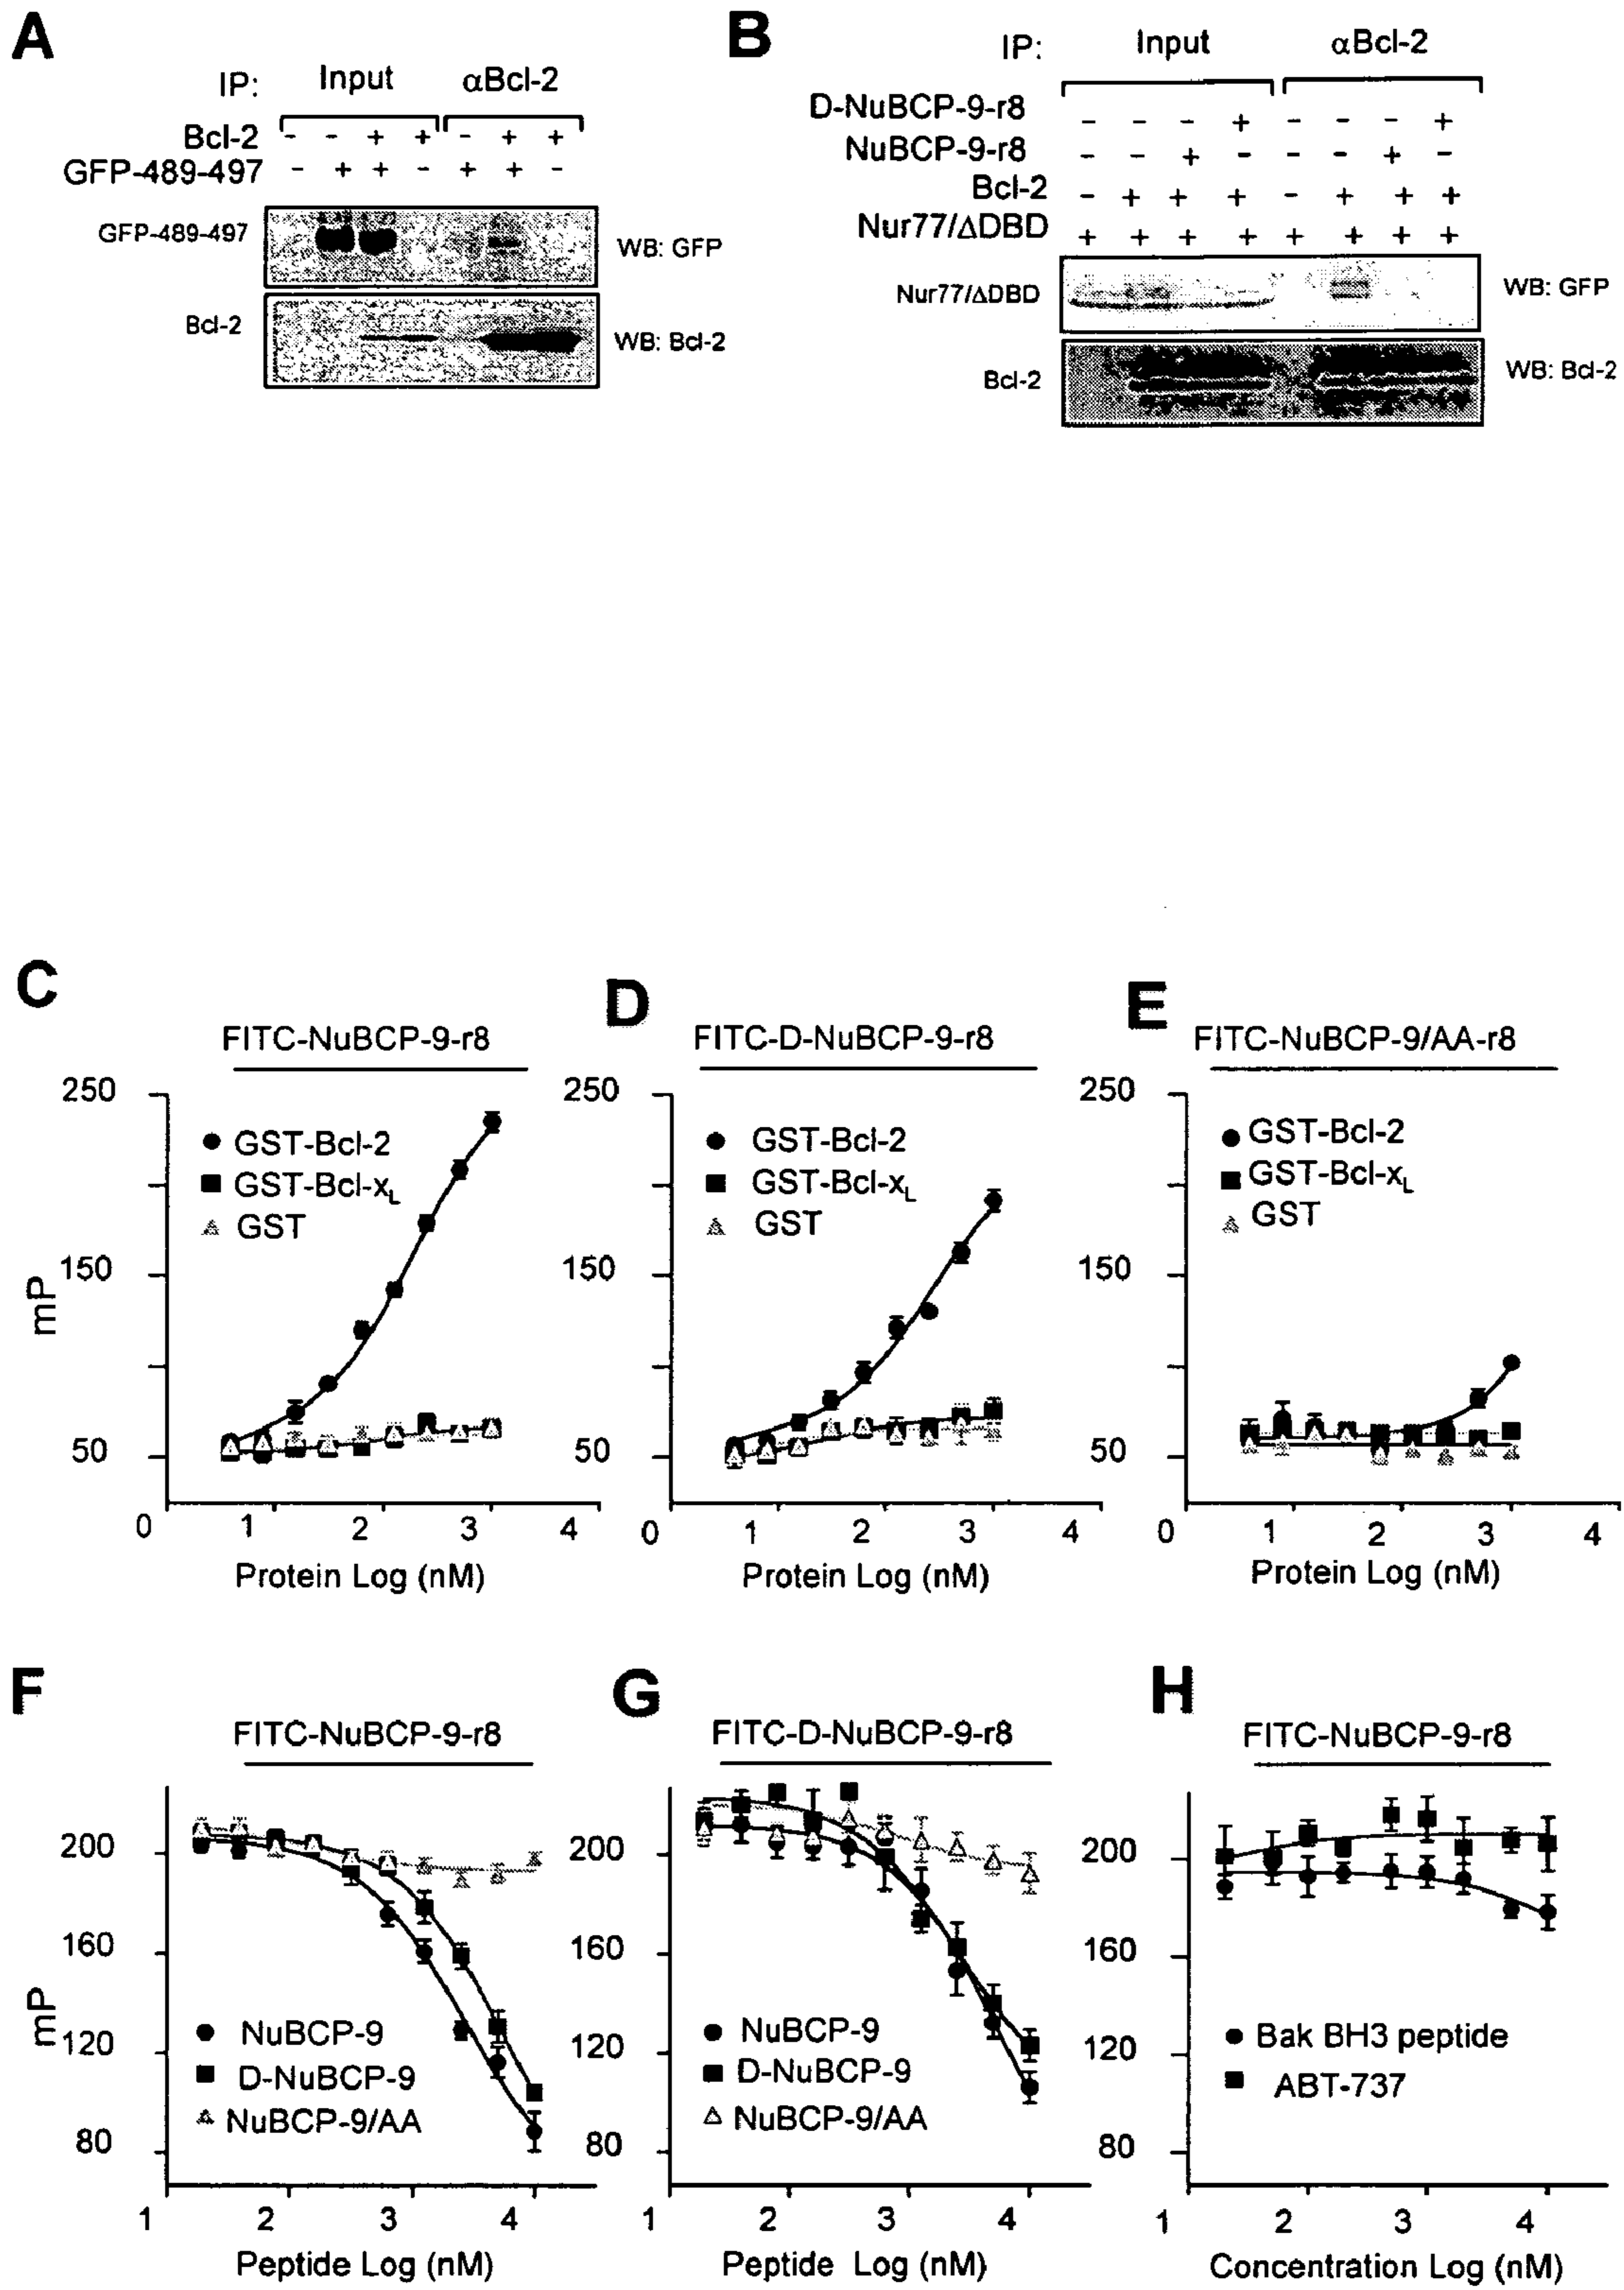 A
IP: Input αBcl-2
Bcl-2 - - + + - + +
GFP-489-497 - + + - + + -
GFP-489-497 WB: GFP
Bcl-2 WB: Bcl-2
B
IP: Input αBcl-2
D-NuBCP-9-r8 - - - + - - - +
NuBCP-9-r8 - - + - - - + -
Bcl-2 - + + + - + + +
Nur77/ΔDBD + + + + + + + +
Nur77/ΔDBD WB: GFP
Bcl-2 WB: Bcl-2
C
FITC-NuBCP-9-r8
250
150
50
mP
GST-Bcl-2
GST-Bcl-xL
GST
0 1 2 3 4
Protein Log (nM)
D
FITC-D-NuBCP-9-r8
250
150
50
GST-Bcl-2
GST-Bcl-xL
GST
0 1 2 3 4
Protein Log (nM)
E
FITC-NuBCP-9/AA-r8
250
150
50
GST-Bcl-2
GST-Bcl-xL
GST
0 1 2 3 4
Protein Log (nM)
F
FITC-NuBCP-9-r8
200
160
120
80
mP
NuBCP-9
D-NuBCP-9
NuBCP-9/AA
1 2 3 4
Peptide Log (nM)
G
FITC-D-NuBCP-9-r8
200
160
120
80
NuBCP-9
D-NuBCP-9
NuBCP-9/AA
1 2 3 4
Peptide Log (nM)
H
FITC-NuBCP-9-r8
200
160
120
80
Bak BH3 peptide
ABT-737
1 2 3 4
Concentration Log (nM)